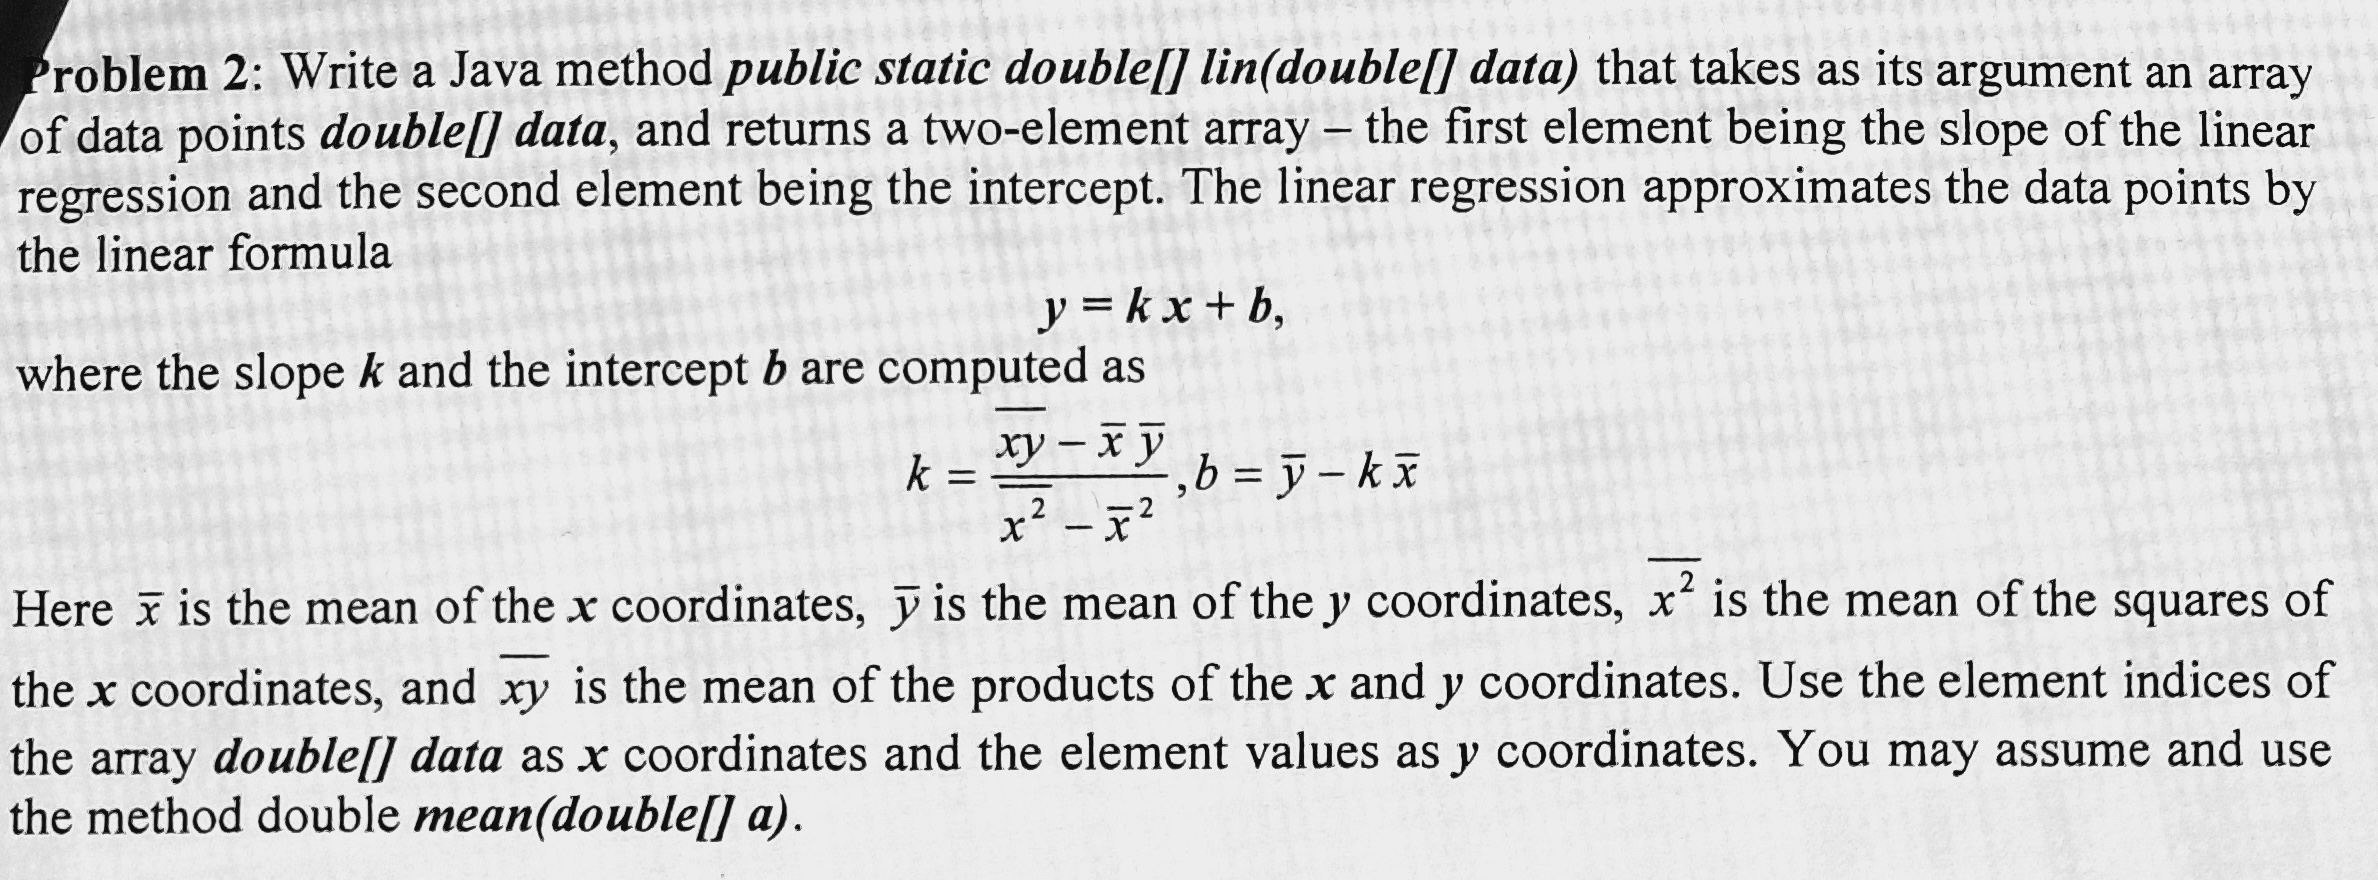 Problem 2: Write a Java method public static double[] lin(double[] data) that takes as its argument an array
of data points double[] data, and returns a two-element array – the first element being the slope of the linear
regression and the second element being the intercept. The linear regression approximates the data points by
the linear formula
y = k x + b,
where the slope k and the intercept b are computed as
k = \frac{\overline{xy} - \bar{x} \bar{y}}{\overline{x^2} - \bar{x}^2}, b = \bar{y} - k \bar{x}
Here x̄ is the mean of the x coordinates, ȳ is the mean of the y coordinates, \overline{x^2} is the mean of the squares of
the x coordinates, and \overline{xy} is the mean of the products of the x and y coordinates. Use the element indices of
the array double[] data as x coordinates and the element values as y coordinates. You may assume and use
the method double mean(double[] a).